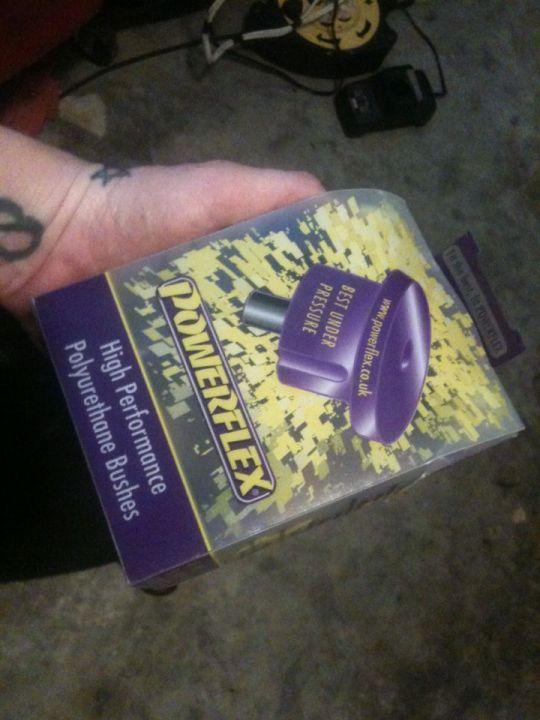 POWERFLEX
BEST UNDER
PRESSURE
www.powerflex.co.uk
High Performance
Polyurethane Bushes